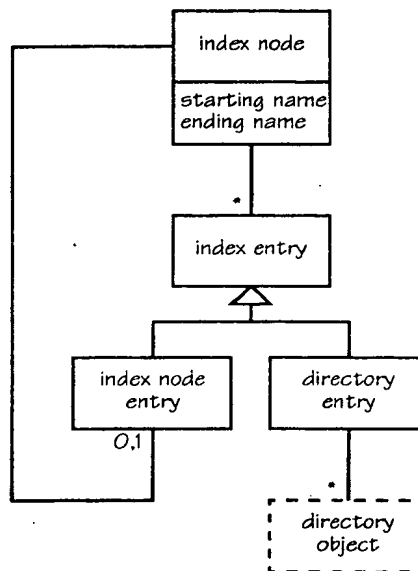 index node
starting name
ending name
*
index entry
index node
entry
directory
entry
0,1
*
directory
object